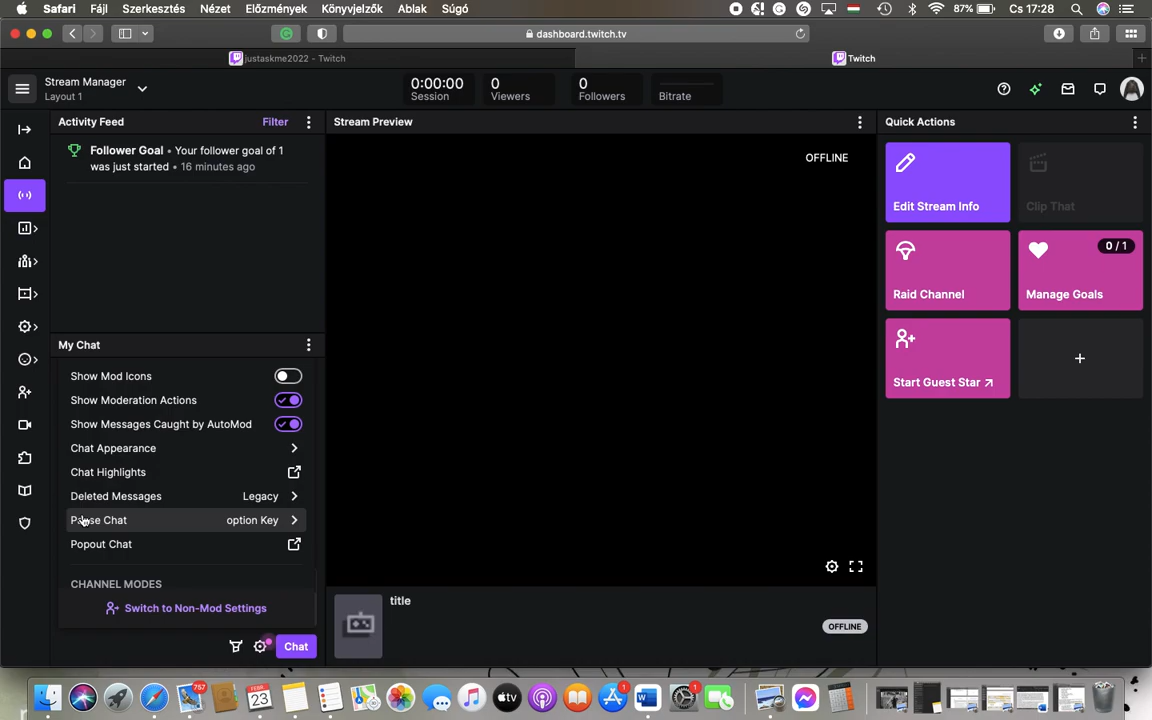 Safari Fájl Szerkesztés Nézet Előzmények Könyvjelzők Ablak Súgó 87% Cs 17:28
dashboard.twitch.tv
justaskme2022 - Twitch
Twitch
Stream Manager
Layout 1
0:00:00
Session
0
Viewers
0
Followers
Bitrate
Activity Feed
Filter
Follower Goal • Your follower goal of 1
was just started • 16 minutes ago
My Chat
Show Mod Icons
Show Moderation Actions
Show Messages Caught by AutoMod
Chat Appearance
Chat Highlights
Deleted Messages Legacy
Pause Chat option Key
Popout Chat
CHANNEL MODES
Switch to Non-Mod Settings
Chat
Stream Preview
OFFLINE
title
OFFLINE
Quick Actions
Edit Stream Info
Clip That
Raid Channel
0 / 1
Manage Goals
Start Guest Star
757
23
tv
1
1